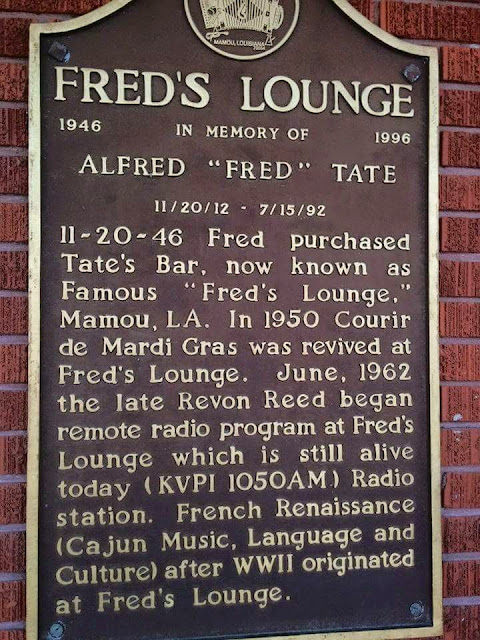 MAMOU, LOUISIANA
FRED'S LOUNGE
1946 IN MEMORY OF 1996
ALFRED "FRED" TATE
11/20/12 - 7/15/92
11-20-46 Fred purchased
Tate's Bar, now known as
Famous "Fred's Lounge,"
Mamou, LA. In 1950 Courir
de Mardi Gras was revived at
Fred's Lounge. June, 1962
the late Revon Reed began
remote radio program at Fred's
Lounge which is still alive
today (KVPI 1050AM) Radio
station. French Renaissance
(Cajun Music, Language and
Culture) after WWII originated
at Fred's Lounge.